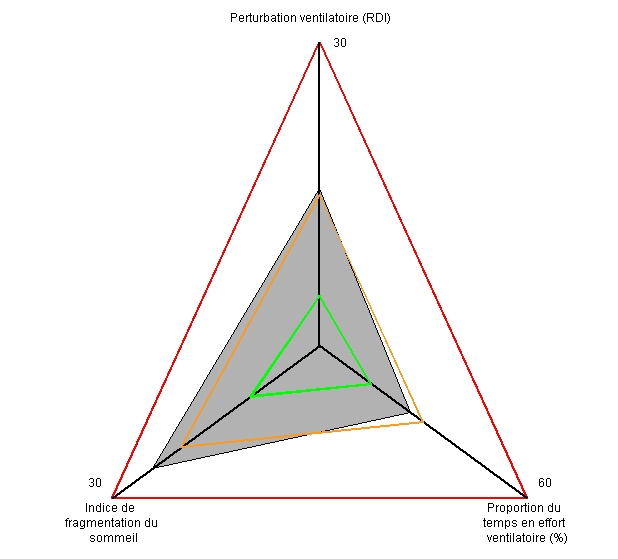 Perturbation ventilatoire (RDI)
30
30
60
Indice de
fragmentation du
sommeil
Proportion du
temps en effort
ventilatoire (%)